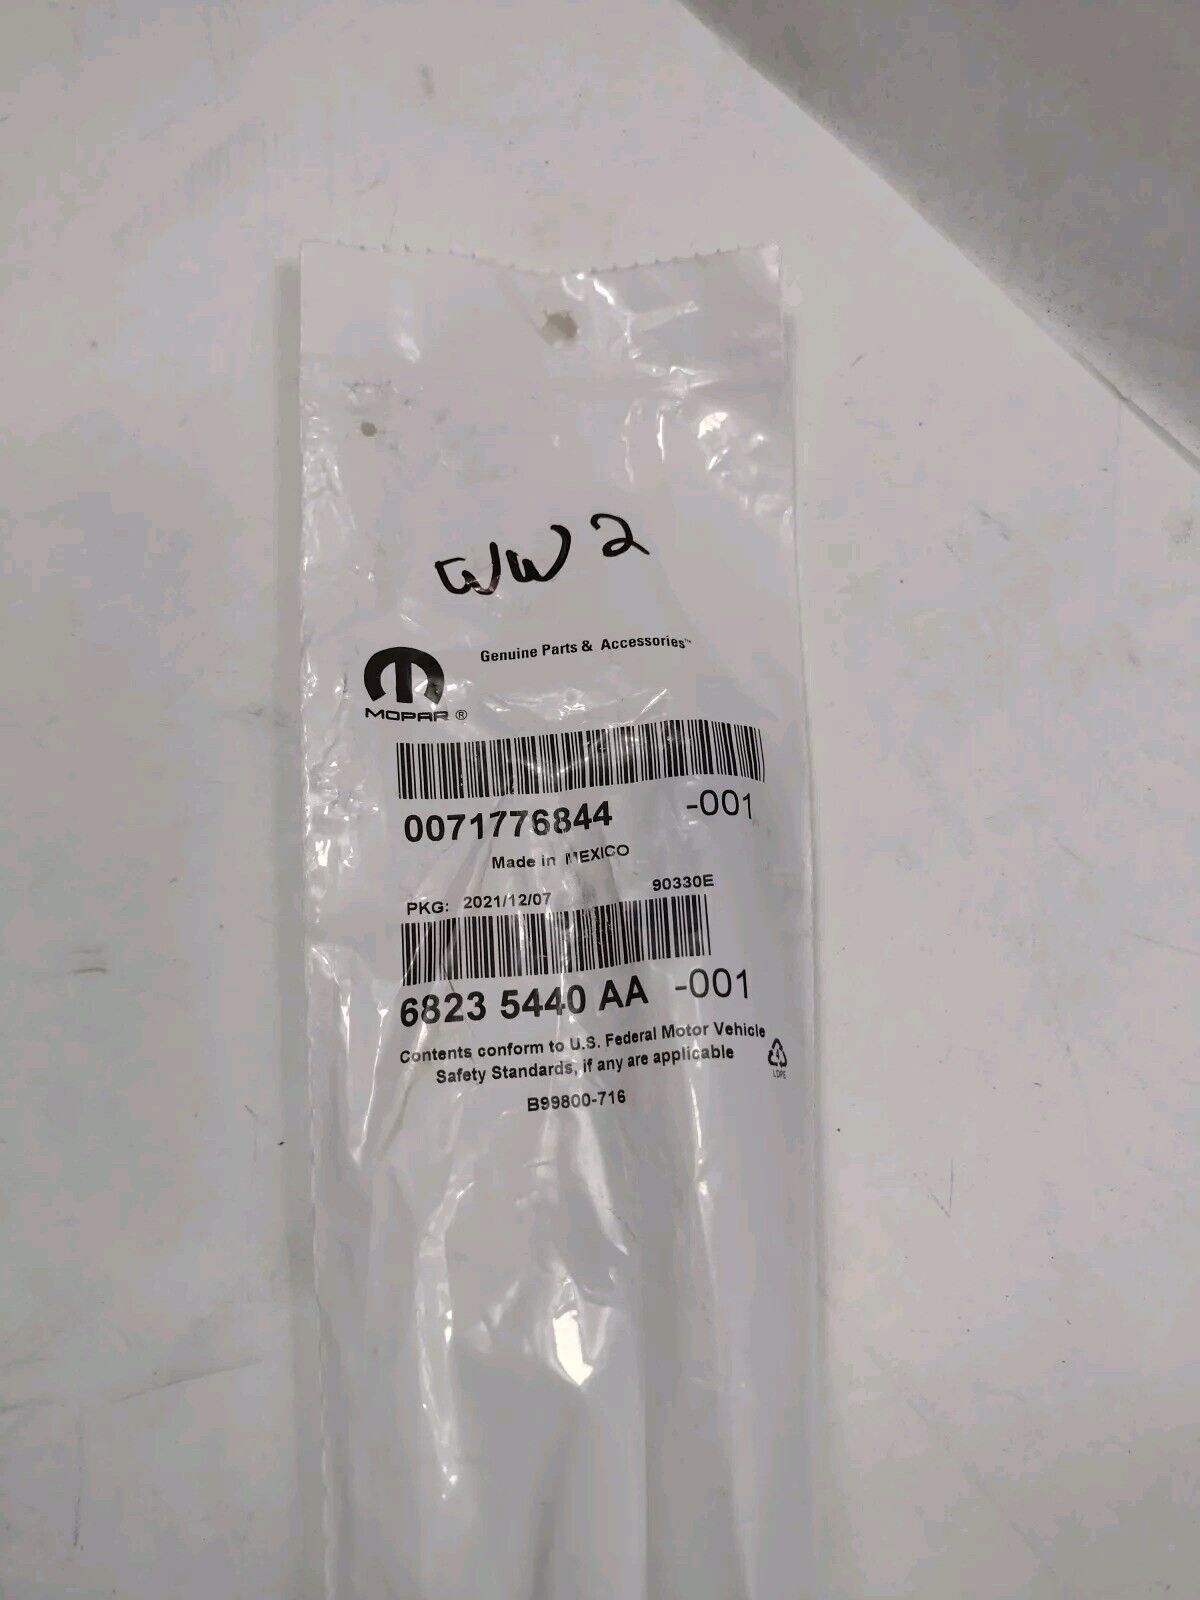 WW 2
Genuine Parts & Accessories™
MOPAR ®
0071776844 -001
Made in MEXICO
PKG: 2021/12/07 90330E
6823 5440 AA -001
Contents conform to U.S. Federal Motor Vehicle
Safety Standards, if any are applicable
4
LDPE
B99800-716